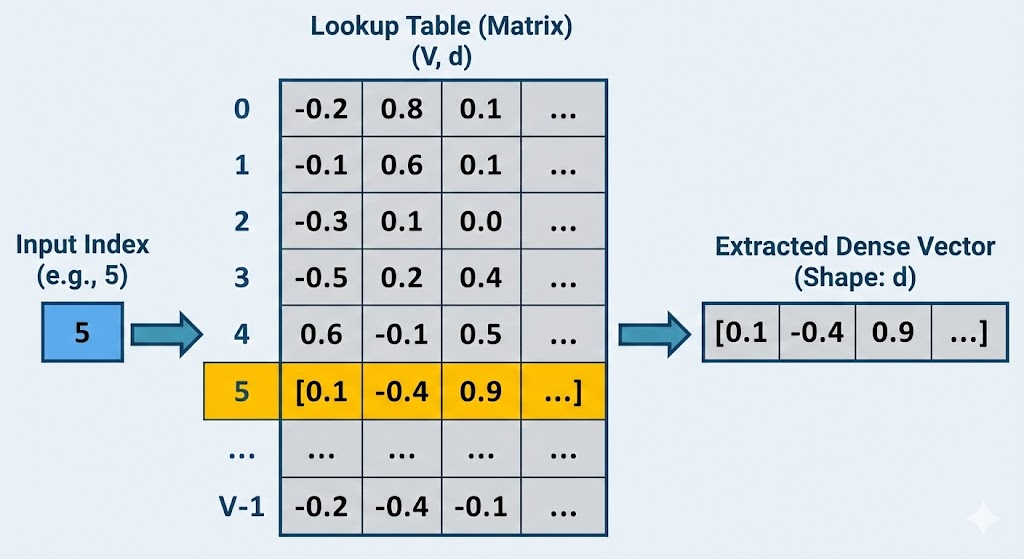 Lookup Table (Matrix)
(V, d)
0 -0.2 0.8 0.1 ...
1 -0.1 0.6 0.1 ...
2 -0.3 0.1 0.0 ...
Input Index
(e.g., 5)
3 -0.5 0.2 0.4 ...
Extracted Dense Vector
(Shape: d)
5
4 0.6 -0.1 0.5 ...
[0.1 -0.4 0.9 ...]
5 [0.1 -0.4 0.9 ...]
... ... ... ... ...
V-1 -0.2 -0.4 -0.1 ...